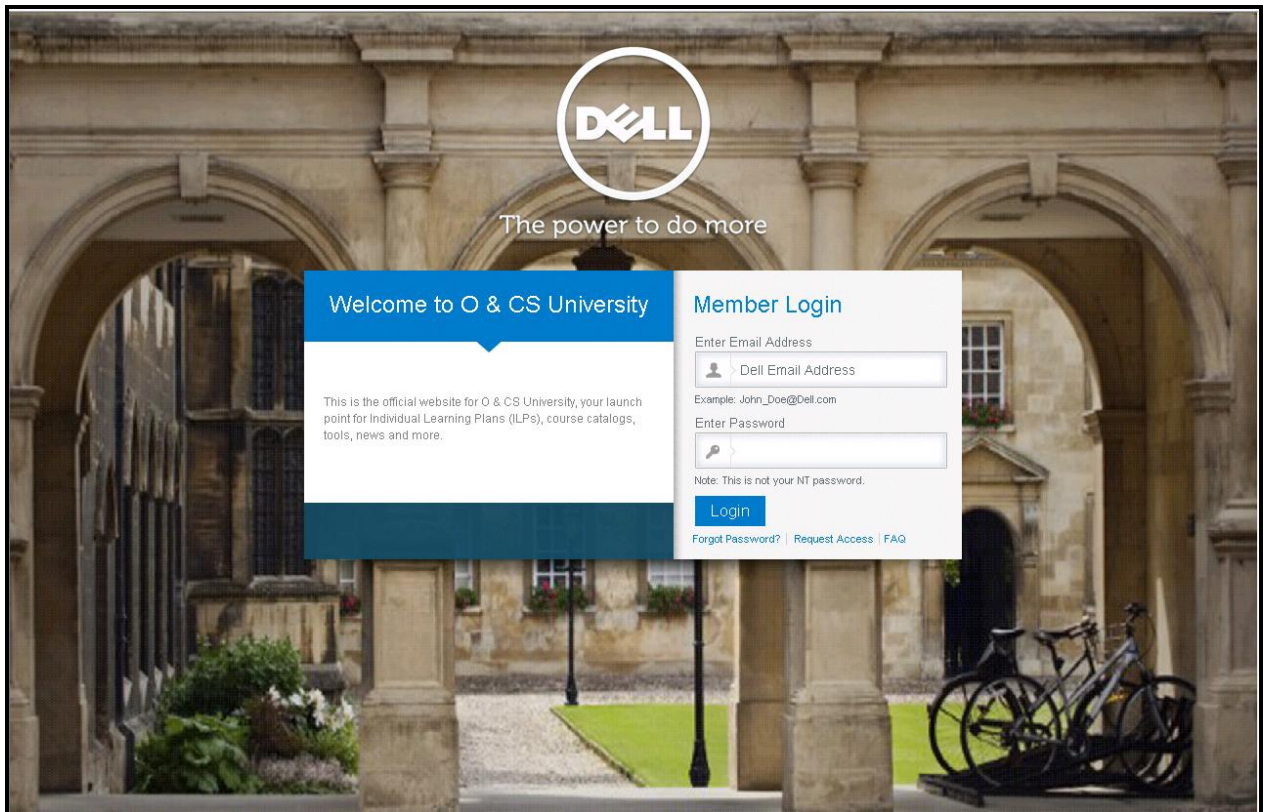 DELL
The power to do more
Welcome to O & CS University
This is the official website for O & CS University, your launch
point for Individual Learning Plans (ILPs), course catalogs,
tools, news and more.
Member Login
Enter Email Address
Dell Email Address
Example: John_Doe@Dell.com
Enter Password
Note: This is not your NT password.
Login
Forgot Password? | Request Access | FAQ